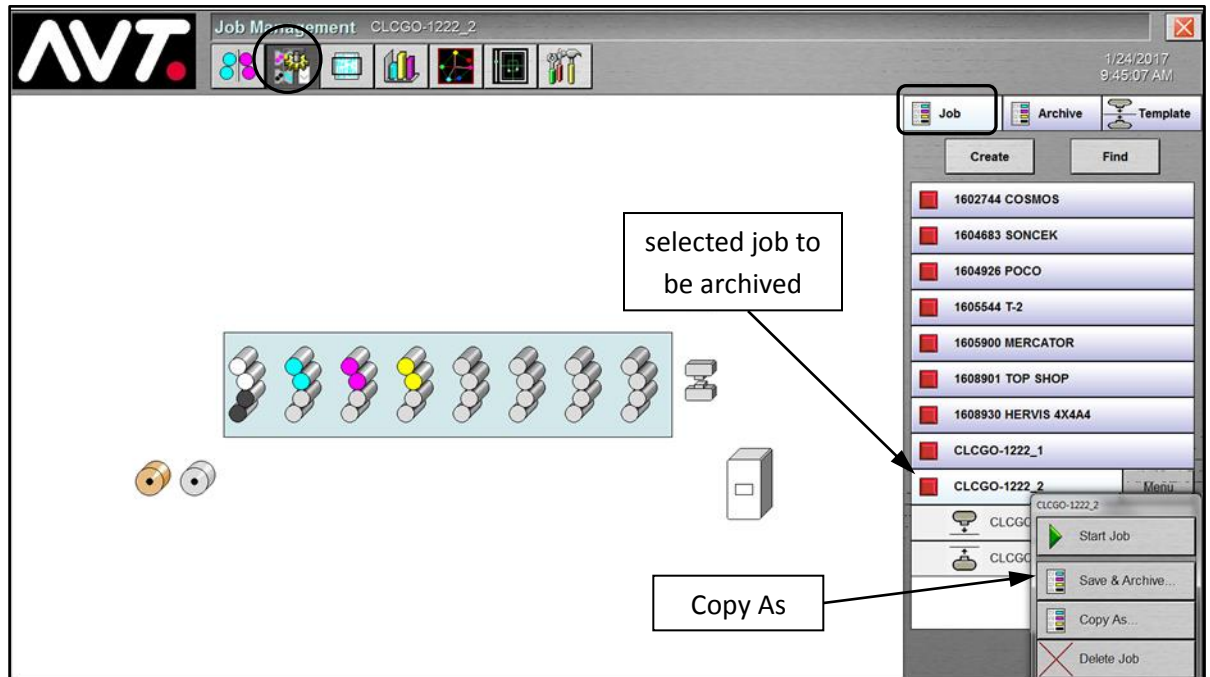 AVT.
Job Management CLCGO-1222_2
1/24/2017
9:45:07 AM
Job
Archive
Template
Create
Find
1602744 COSMOS
1604683 SONCEK
1604926 POCO
1605544 T-2
1605900 MERCATOR
1608901 TOP SHOP
1608930 HERVIS 4X4A4
CLCGO-1222_1
CLCGO-1222_2
Menu
CLCGO-1222_2
CLCGO
Start Job
CLCGO
Save & Archive...
Copy As...
Delete Job
selected job to
be archived
Copy As